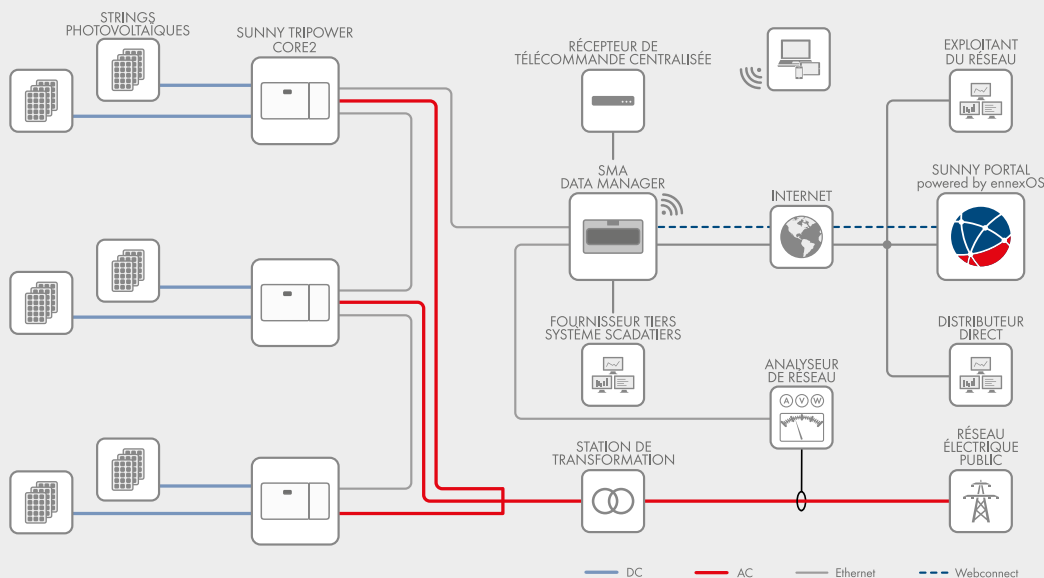 STRINGS
PHOTOVOLTAÏQUES
SUNNY TRIPOWER
CORE2
RÉCEPTEUR DE
TÉLÉCOMMANDE CENTRALISÉE
EXPLOITANT
DU RÉSEAU
SMA
DATA MANAGER
INTERNET
SUNNY PORTAL
powered by ennexOS
FOURNISSEUR TIERS
SYSTÈME SCADATIERS
ANALYSEUR
DE RÉSEAU
A V W
DISTRIBUTEUR
DIRECT
STATION DE
TRANSFORMATION
RÉSEAU
ÉLECTRIQUE
PUBLIC
DC
AC
Ethernet
Webconnect